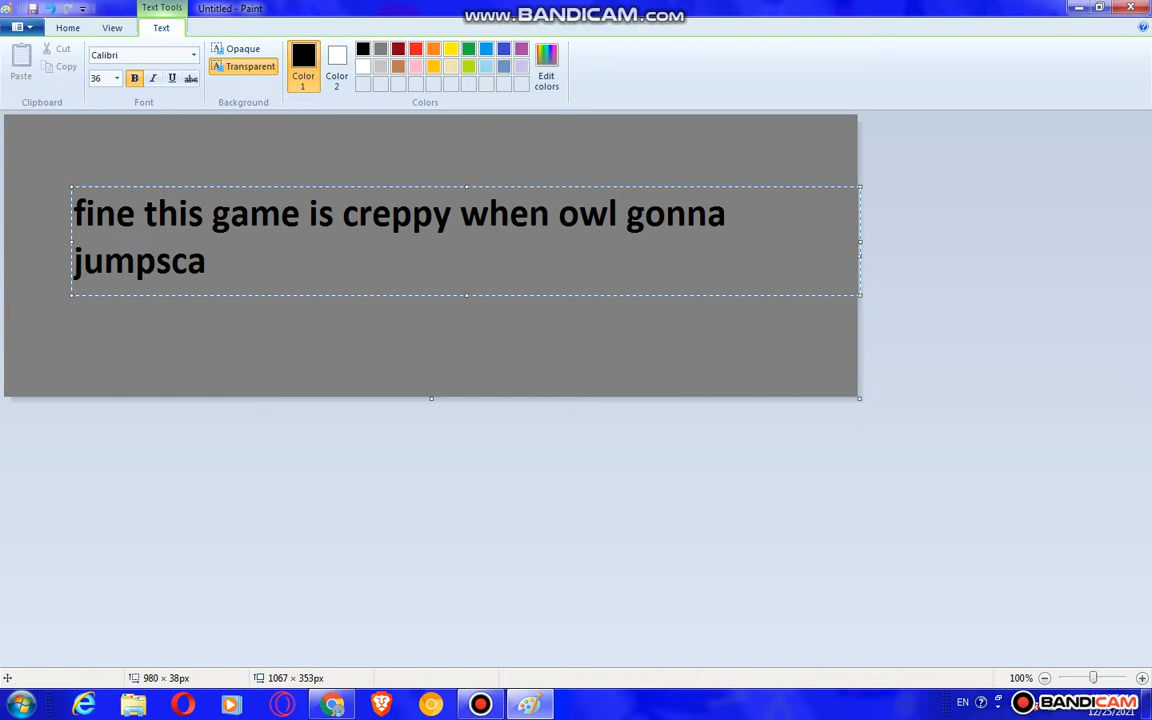 Text Tools
Untitled - Paint
www.BANDICAM.com
Home
View
Text
Paste
Cut
Copy
Clipboard
Calibri
36
B
I
U
abc
Font
Opaque
Transparent
Background
Color
1
Color
2
Edit
colors
Colors
fine this game is creppy when owl gonna
jumpsca
980 × 38px
1067 × 353px
100%
EN
BANDICAM